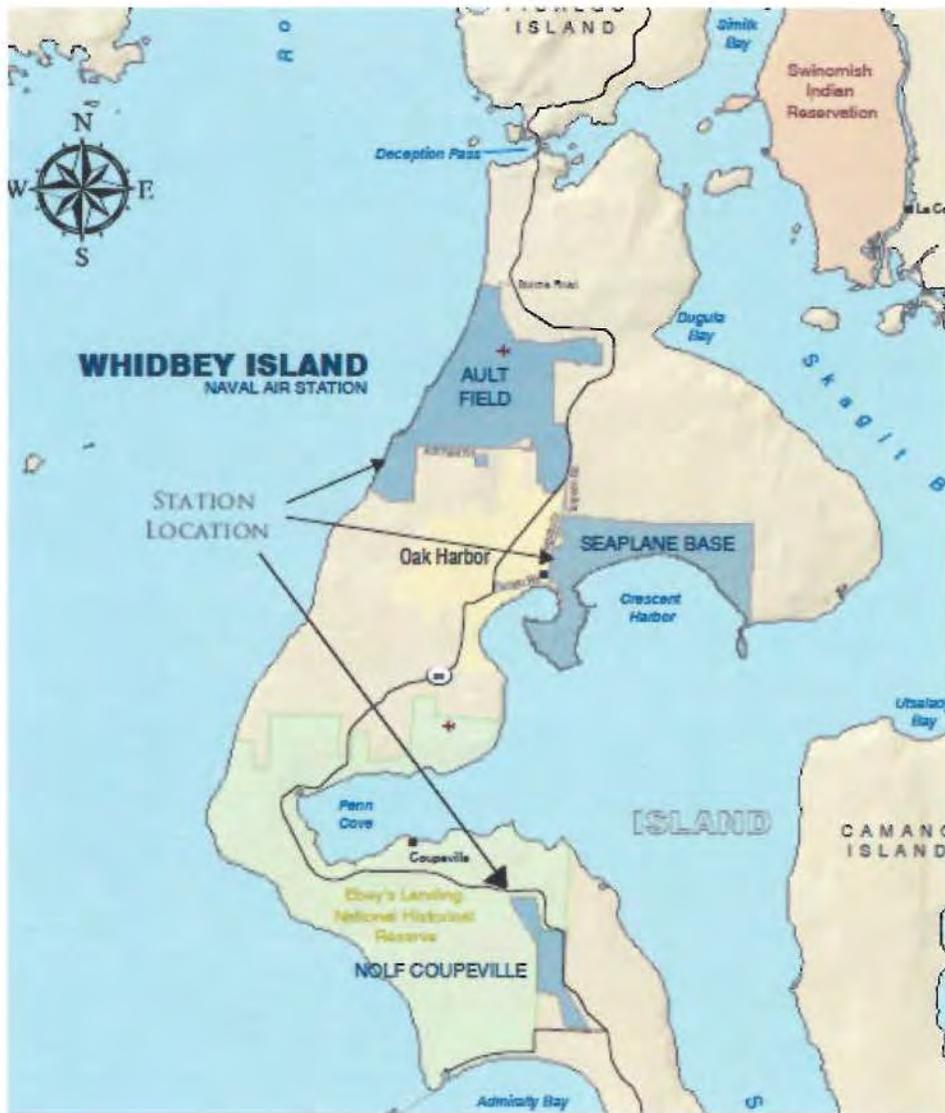 ISLAND
Similk
Bay
Swinomish
Indian
Reservation
N
W
E
S
Deception Pass
Dugula
Bay
WHIDBEY ISLAND
NAVAL AIR STATION
AULT
FIELD
Skagit B
STATION
LOCATION
Oak Harbor
SEAPLANE BASE
Crescent
Harbor
Utsalady
Bay
Penn
Cove
ISLAND
CAMANO
ISLAND
Coupeville
Ebey's Landing
National Historical
Reserve
NOLF COUPEVILLE
Admiralty Bay
S